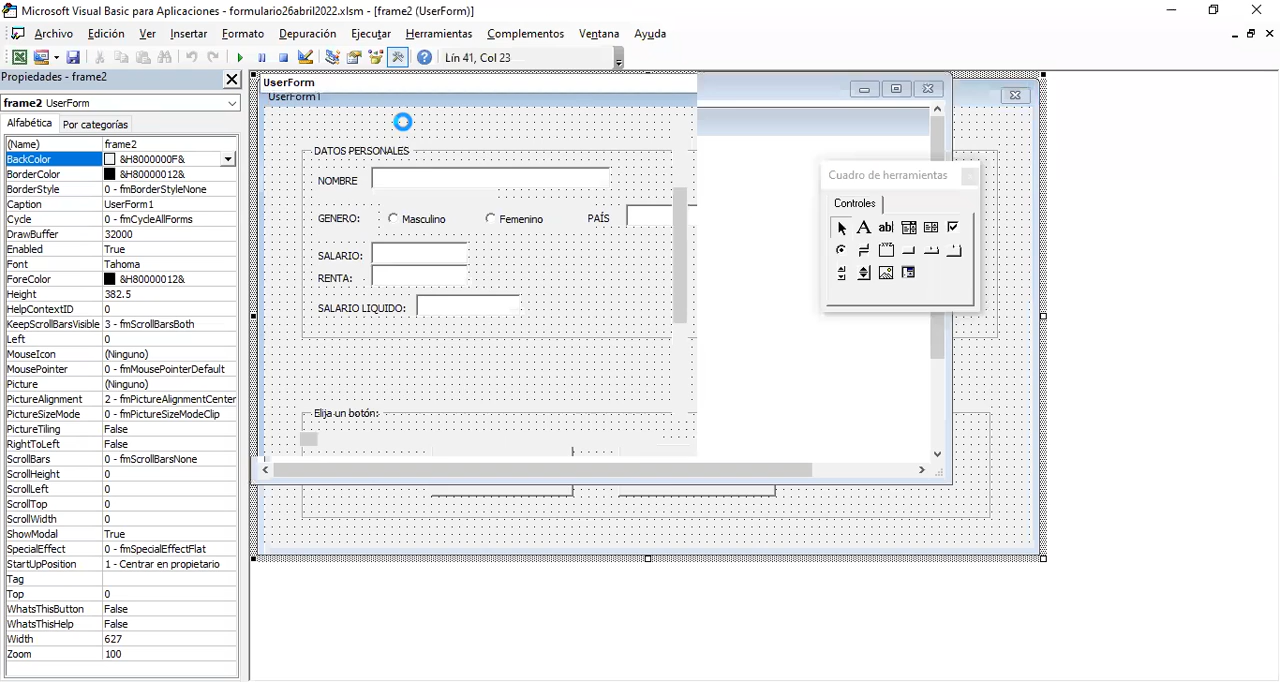 Microsoft Visual Basic para Aplicaciones - formulario26abril2022.xlsm - [frame2 (UserForm)]
Archivo Edición Ver Insertar Formato Depuración Ejecutar Herramientas Complementos Ventana Ayuda
Lín 41, Col 23
Propiedades - frame2
frame2 UserForm
Alfabética Por categorías
(Name) frame2
BackColor &H8000000F&
BorderColor &H80000012&
BorderStyle 0 - fmBorderStyleNone
Caption UserForm1
Cycle 0 - fmCycleAllForms
DrawBuffer 32000
Enabled True
Font Tahoma
ForeColor &H80000012&
Height 382.5
HelpContextID 0
KeepScrollBarsVisible 3 - fmScrollBarsBoth
Left 0
MouseIcon (Ninguno)
MousePointer 0 - fmMousePointerDefault
Picture (Ninguno)
PictureAlignment 2 - fmPictureAlignmentCenter
PictureSizeMode 0 - fmPictureSizeModeClip
PictureTiling False
RightToLeft False
ScrollBars 0 - fmScrollBarsNone
ScrollHeight 0
ScrollLeft 0
ScrollTop 0
ScrollWidth 0
ShowModal True
SpecialEffect 0 - fmSpecialEffectFlat
StartUpPosition 1 - Centrar en propietario
Tag
Top 0
WhatsThisButton False
WhatsThisHelp False
Width 627
Zoom 100
UserForm
UserForm1
DATOS PERSONALES
NOMBRE
GENERO: Masculino Femenino PAÍS
SALARIO:
RENTA:
SALARIO LIQUIDO:
Elija un botón:
Cuadro de herramientas
Controles